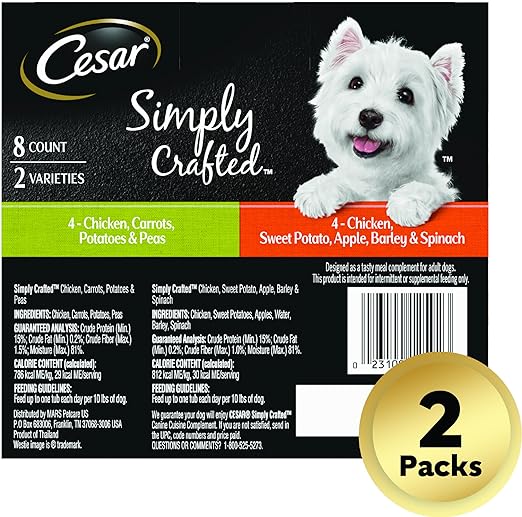 Cesar®
Simply
Crafted™
8 COUNT
2 VARIETIES
™
4 - Chicken, Carrots,
Potatoes & Peas
4 - Chicken,
Sweet Potato, Apple, Barley & Spinach
Designed as a tasty meal complement for adult dogs.
This product is intended for intermittent or supplemental feeding only.
Simply Crafted™ Chicken, Carrots, Potatoes &
Peas
INGREDIENTS: Chicken, Carrots, Potatoes, Peas
GUARANTEED ANALYSIS: Crude Protein (Min.)
15%; Crude Fat (Min.) 0.2%; Crude Fiber (Max.)
1.5%; Moisture (Max.) 81%.
CALORIE CONTENT (calculated):
786 kcal ME/kg, 29 kcal ME/serving
FEEDING GUIDELINES:
Feed up to one tub each day per 10 lbs of dog.
Distributed by MARS Petcare US
P.O Box 683006, Franklin, TN 37068-3006 USA
Product of Thailand
Westie image is ® trademark.
Simply Crafted™ Chicken, Sweet Potato, Apple, Barley &
Spinach
INGREDIENTS: Chicken, Sweet Potatoes, Apples, Water,
Barley, Spinach
Guaranteed Analysis: Crude Protein (Min.) 15%; Crude
Fat (Min.) 0.2%; Crude Fiber (Max.) 1.0%, Moisture (Max.) 81%.
CALORIE CONTENT (calculated):
812 kcal ME/kg, 30 kcal ME/serving
FEEDING GUIDELINES:
Feed up to one tub each day per 10 lbs of dog.
We guarantee your dog will enjoy CESAR® Simply Crafted™
Canine Cuisine Complement. If you are not satisfied, send in
the UPC, code numbers and price paid.
QUESTIONS OR COMMENTS? 1-800-525-5273.
0 2310
2
Packs